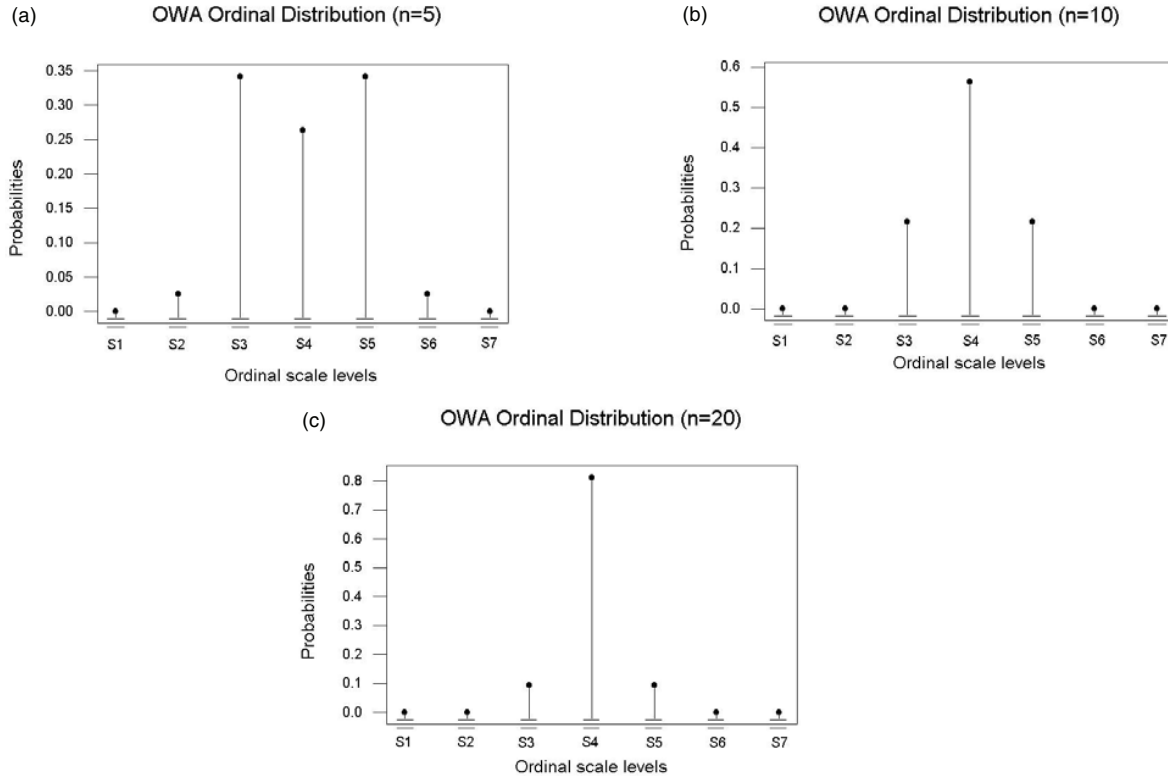 (a)
OWA Ordinal Distribution (n=5)
0.35
0.30
0.25
0.20
0.15
0.10
0.05
0.00
Probabilities
S1 S2 S3 S4 S5 S6 S7
Ordinal scale levels
(b)
OWA Ordinal Distribution (n=10)
0.6
0.5
0.4
0.3
0.2
0.1
0.0
Probabilities
S1 S2 S3 S4 S5 S6 S7
Ordinal scale levels
(c)
OWA Ordinal Distribution (n=20)
0.8
0.7
0.6
0.5
0.4
0.3
0.2
0.1
0.0
Probabilities
S1 S2 S3 S4 S5 S6 S7
Ordinal scale levels